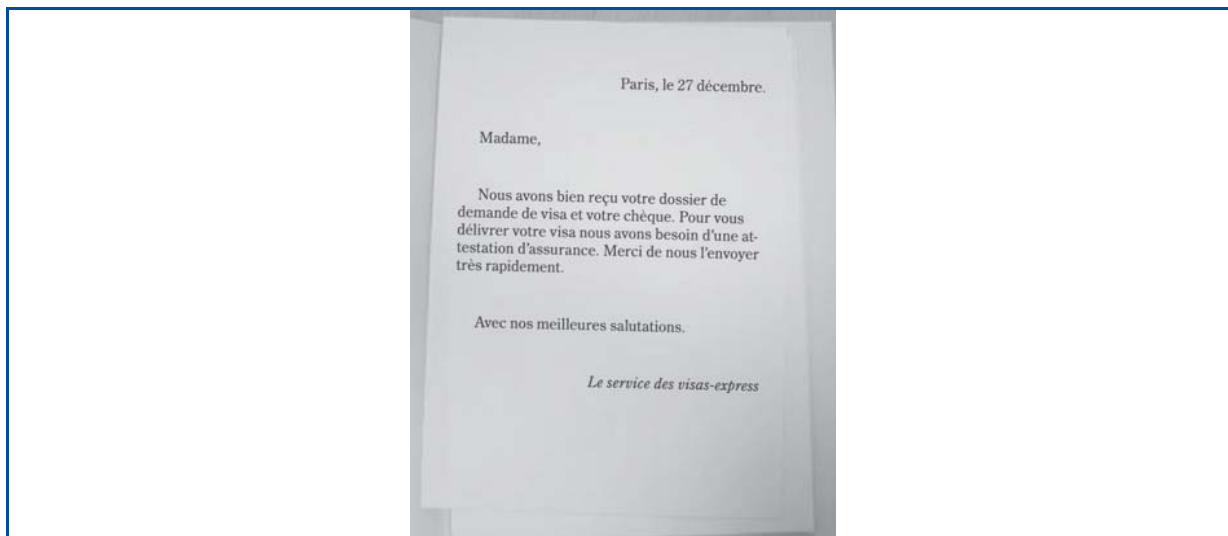 Paris, le 27 décembre.
Madame,
Nous avons bien reçu votre dossier de
demande de visa et votre chèque. Pour vous
délivrer votre visa nous avons besoin d'une at-
testation d'assurance. Merci de nous l'envoyer
très rapidement.
Avec nos meilleures salutations.
Le service des visas-express